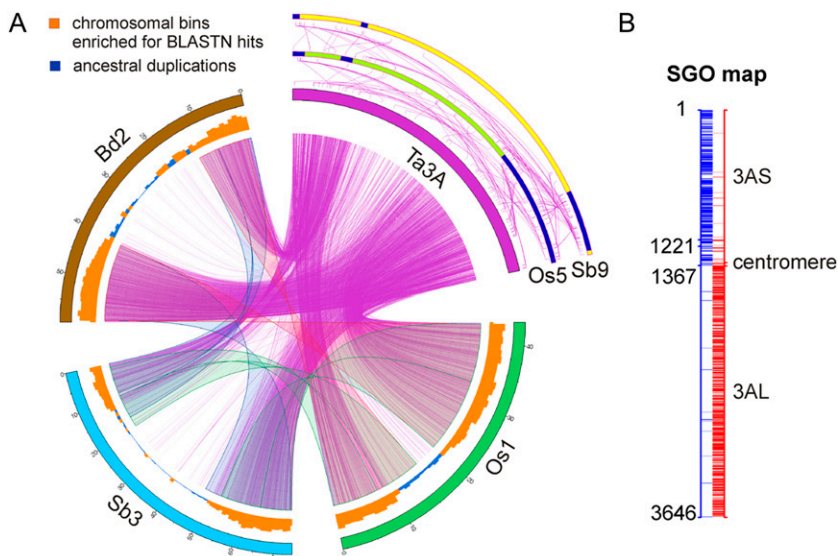 A
chromosomal bins
enriched for BLASTN hits
ancestral duplications
Bd2
Ta3A
Os5
Sb9
Sb3
Os1
B
SGO map
1
3AS
1221
centromere
1367
3AL
3646